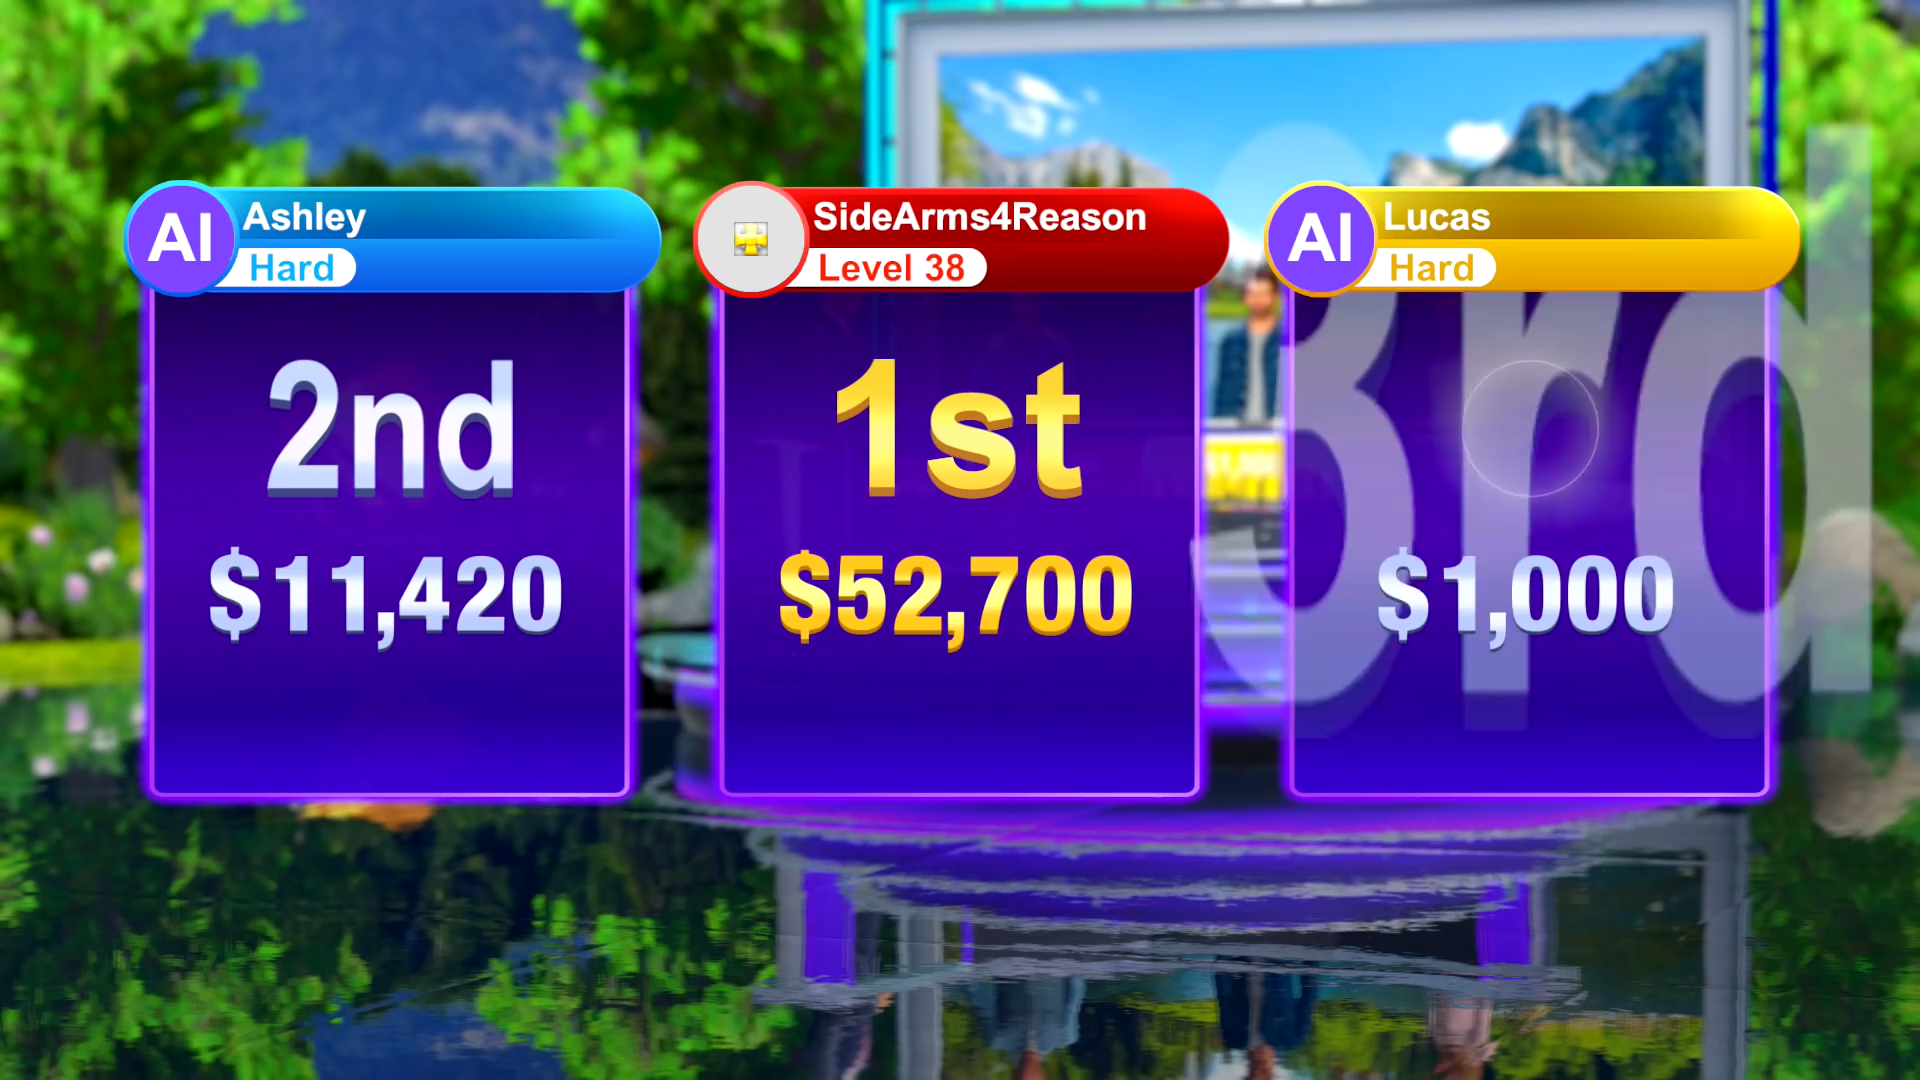 AI
Ashley
Hard
2nd
$11,420
SideArms4Reason
Level 38
1st
$52,700
AI
Lucas
Hard
3rd
$1,000